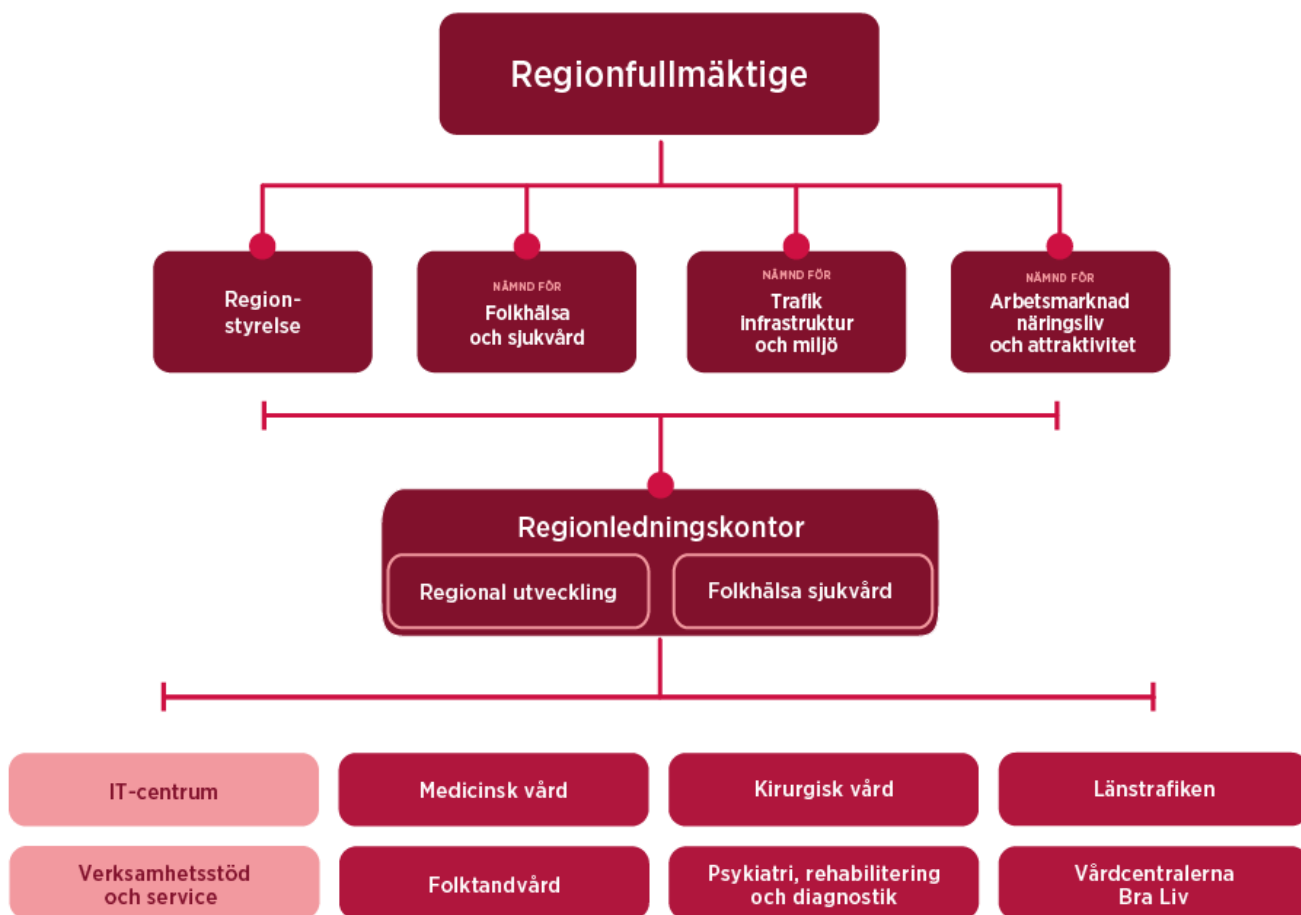 Regionfullmäktige
Region-
styrelse
NÄMND FÖR
Folkhälsa
och sjukvård
NÄMND FÖR
Trafik
infrastruktur
och miljö
NÄMND FÖR
Arbetsmarknad
näringsliv
och attraktivitet
Regionledningskontor
Regional utveckling
Folkhälsa sjukvård
IT-centrum
Medicinsk vård
Kirurgisk vård
Länstrafiken
Verksamhetsstöd
och service
Folktandvård
Psykiatri, rehabilitering
och diagnostik
Vårdcentralerna
Bra Liv